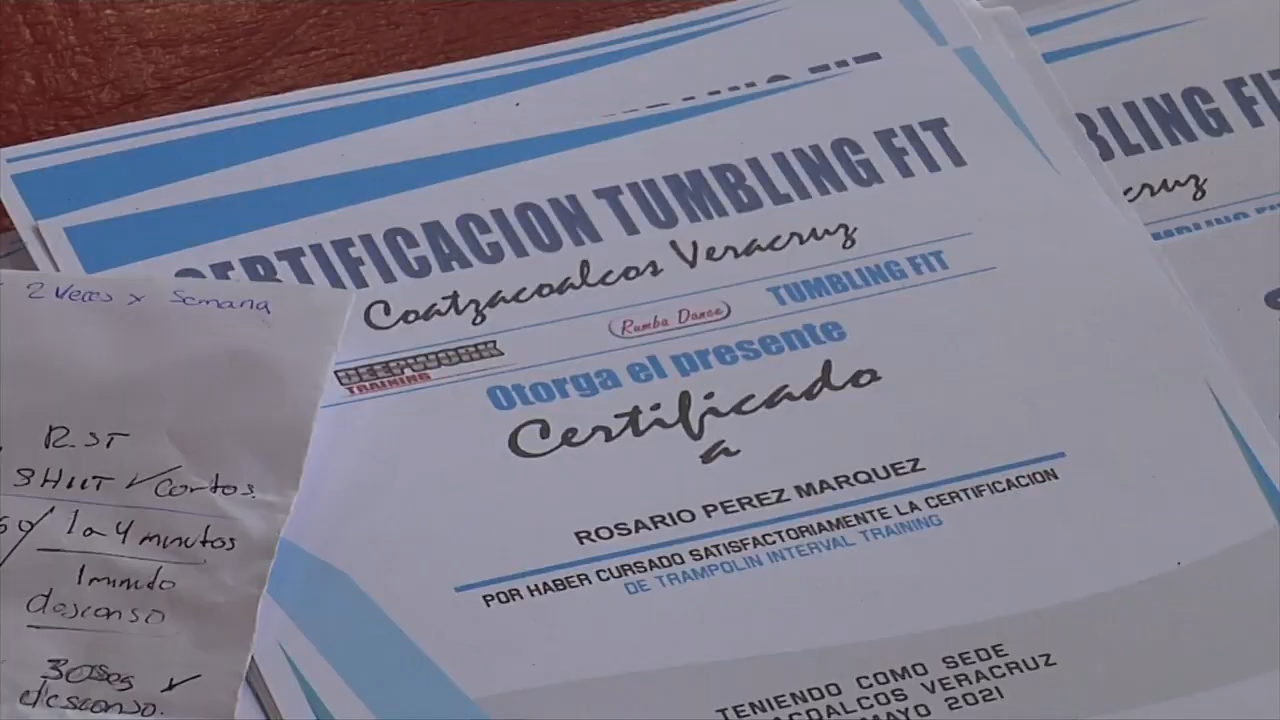 CERTIFICACION TUMBLING FIT
Coatzacoalcos Veracruz
DEEPWORK
TRAINING
Rumba Dance
TUMBLING FIT
Otorga el presente
Certificado
a
ROSARIO PEREZ MARQUEZ
POR HABER CURSADO SATISFACTORIAMENTE LA CERTIFICACION
DE TRAMPOLIN INTERVAL TRAINING
TENIENDO COMO SEDE
ACOALCOS VERACRUZ
MAYO 2021
2 Veces x Semana
R.ST
SHIIT ✓ Cortos.
1a 4 minutos
1 minuto
descanso
30seg ✓
descanso.
BLING FI
cruz